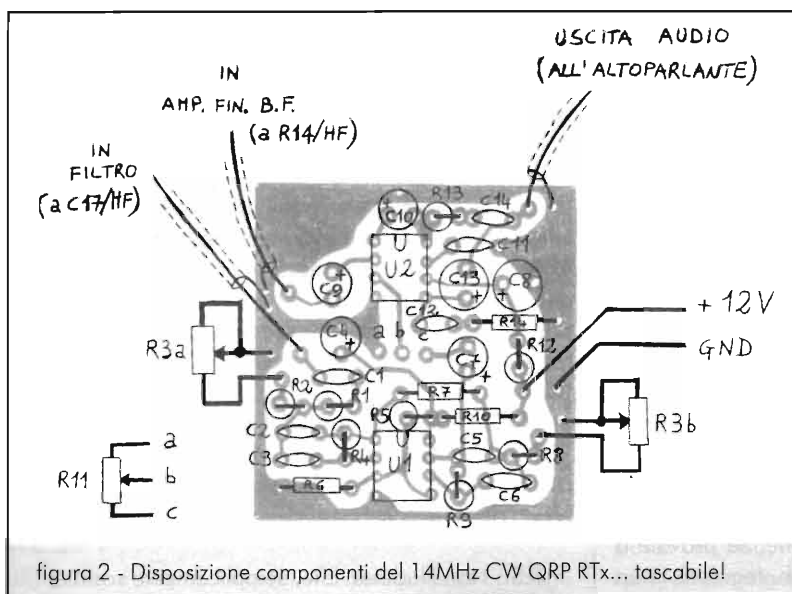 USCITA AUDIO
(ALL'ALTOPARLANTE)
IN
AMP. FIN. B.F.
(a R14/HF)
IN
FILTRO
(a C17/HF)
R13
C14
C10
U
U2
C11
C9
C13
C8
+
+
+
+
C12
R14
+ 12V
C4
+
a b c
C7
+
R12
GND
R3a
C1
R2
R1
R7
R5
R10
R3b
C2
U
C3
R4
U1
C5
R8
R11
a
b
c
R6
C6
R9
figura 2 - Disposizione componenti del 14MHz CW QRP RTx... tascabile!